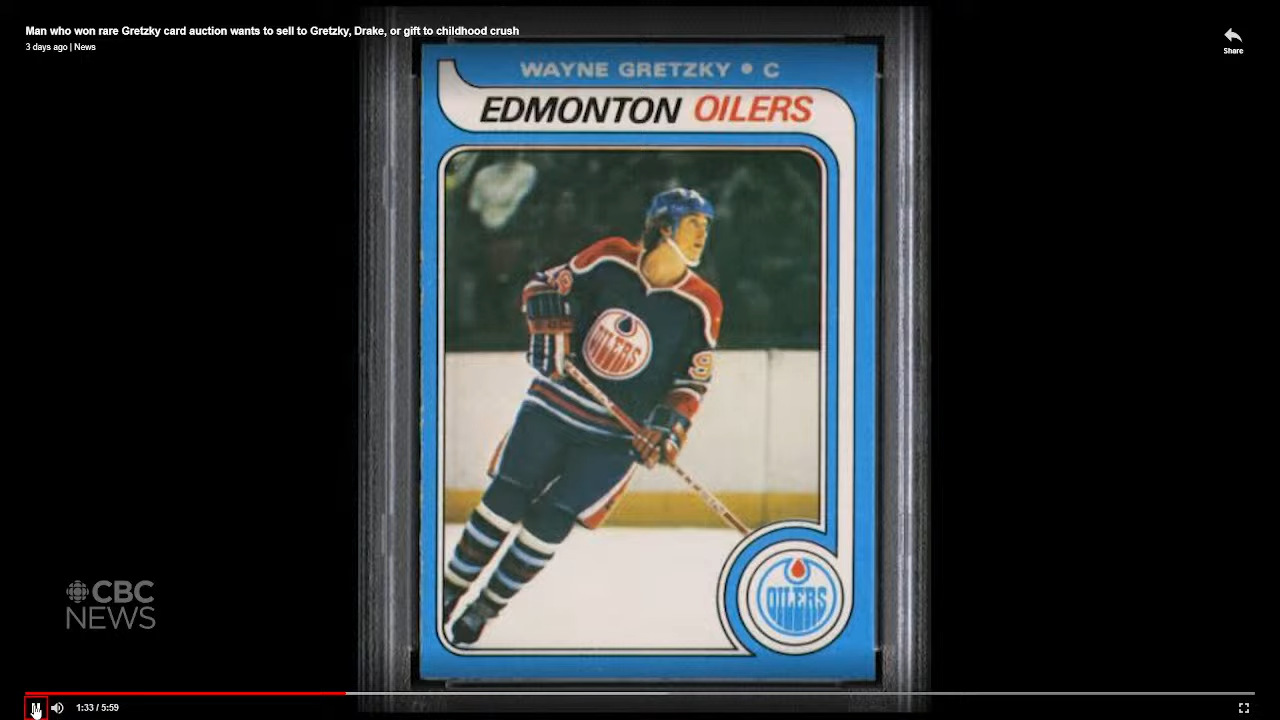 Man who won rare Gretzky card auction wants to sell to Gretzky, Drake, or gift to childhood crush
3 days ago | News
Share
WAYNE GRETZKY • C
EDMONTON OILERS
OILERS
9
OILERS
CBC
NEWS
1:33 / 5:59